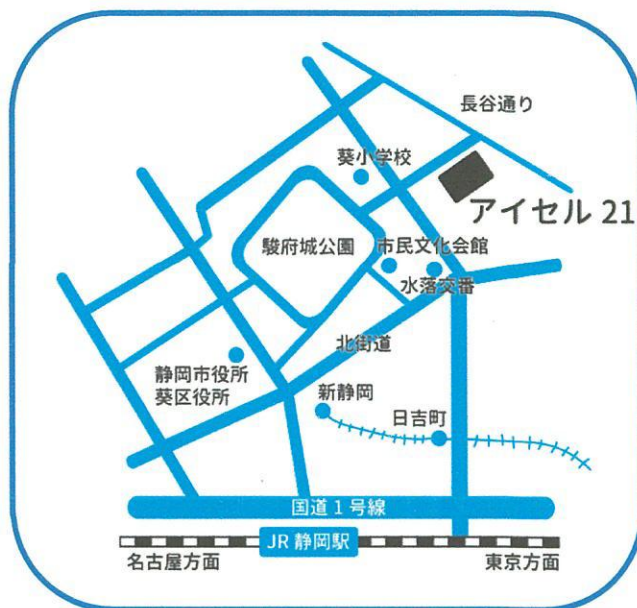 長谷通り
葵小学校
アイセル 21
駿府城公園
市民文化会館
水落交番
北街道
静岡市役所
葵区役所
新静岡
日吉町
国道 1 号線
JR 静岡駅
名古屋方面
東京方面